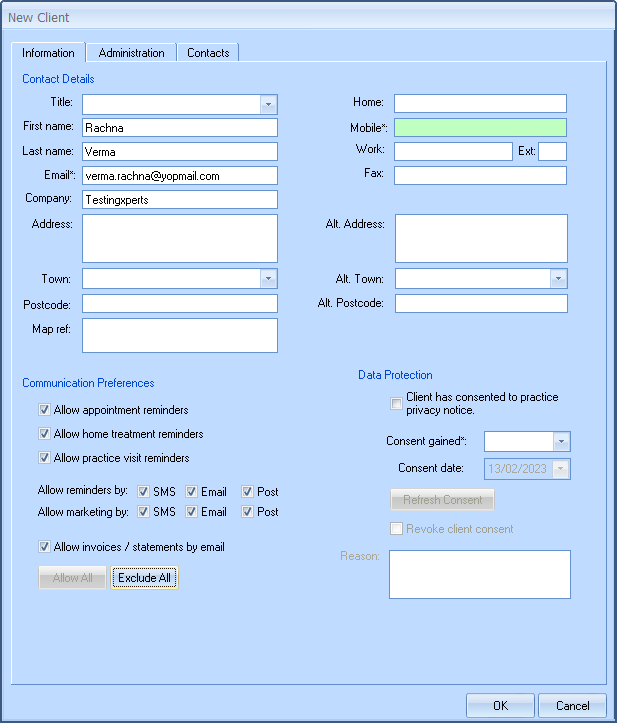 New Client
Information Administration Contacts
Contact Details
Title: Home:
First name: Rachna Mobile*:
Last name: Verma Work: Ext:
Email*: verma.rachna@yopmail.com Fax:
Company: Testingxperts
Address: Alt. Address:
Town: Alt. Town:
Postcode: Alt. Postcode:
Map ref:
Communication Preferences
Allow appointment reminders
Allow home treatment reminders
Allow practice visit reminders
Allow reminders by: SMS Email Post
Allow marketing by: SMS Email Post
Allow invoices / statements by email
Allow All Exclude All
Data Protection
Client has consented to practice
privacy notice.
Consent gained*:
Consent date: 13/02/2023
Refresh Consent
Revoke client consent
Reason:
OK Cancel